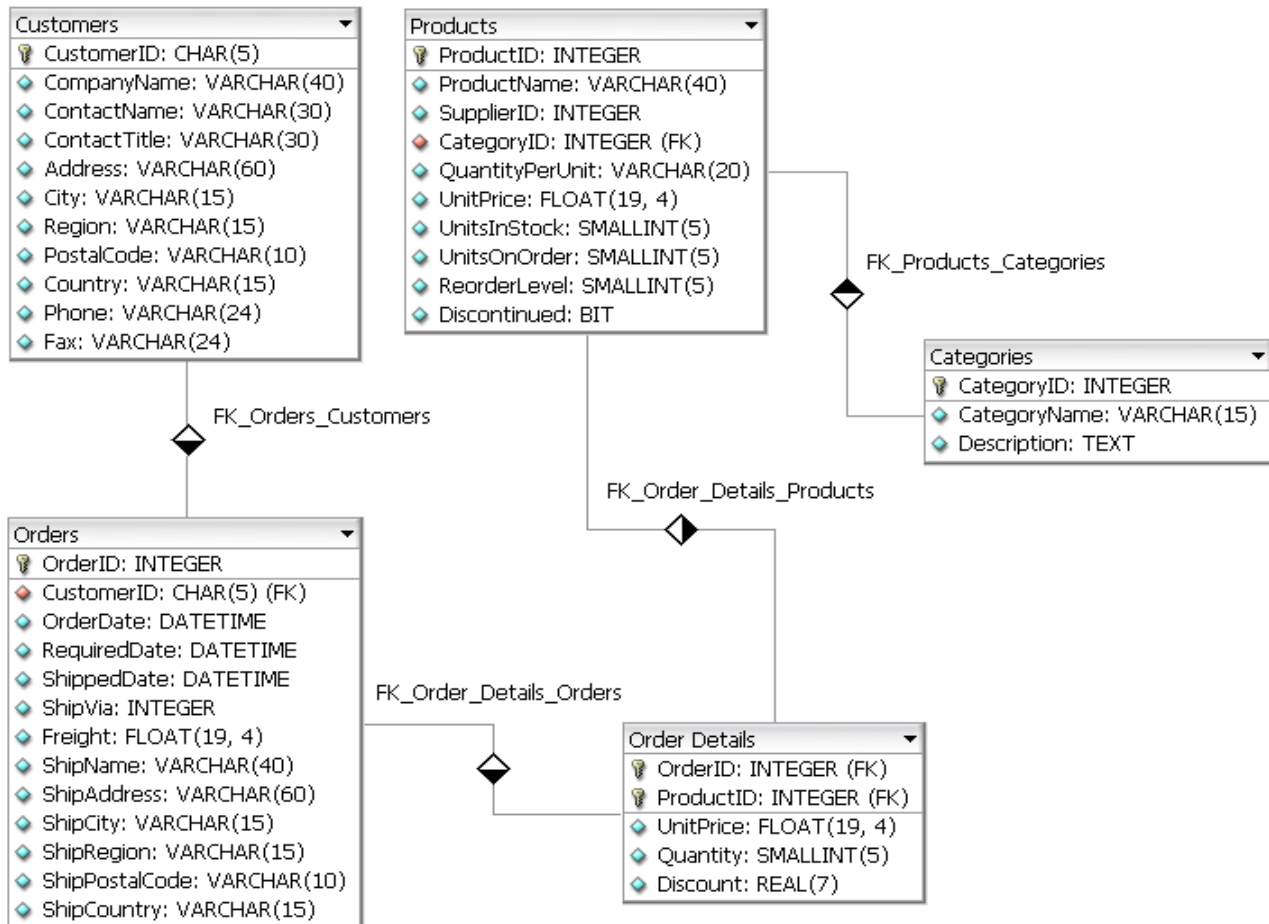 Customers
CustomerID: CHAR(5)
CompanyName: VARCHAR(40)
ContactName: VARCHAR(30)
ContactTitle: VARCHAR(30)
Address: VARCHAR(60)
City: VARCHAR(15)
Region: VARCHAR(15)
PostalCode: VARCHAR(10)
Country: VARCHAR(15)
Phone: VARCHAR(24)
Fax: VARCHAR(24)
Products
ProductID: INTEGER
ProductName: VARCHAR(40)
SupplierID: INTEGER
CategoryID: INTEGER (FK)
QuantityPerUnit: VARCHAR(20)
UnitPrice: FLOAT(19, 4)
UnitsInStock: SMALLINT(5)
UnitsOnOrder: SMALLINT(5)
ReorderLevel: SMALLINT(5)
Discontinued: BIT
FK_Products_Categories
Categories
CategoryID: INTEGER
CategoryName: VARCHAR(15)
Description: TEXT
FK_Orders_Customers
FK_Order_Details_Products
Orders
OrderID: INTEGER
CustomerID: CHAR(5) (FK)
OrderDate: DATETIME
RequiredDate: DATETIME
ShippedDate: DATETIME
ShipVia: INTEGER
Freight: FLOAT(19, 4)
ShipName: VARCHAR(40)
ShipAddress: VARCHAR(60)
ShipCity: VARCHAR(15)
ShipRegion: VARCHAR(15)
ShipPostalCode: VARCHAR(10)
ShipCountry: VARCHAR(15)
FK_Order_Details_Orders
Order Details
OrderID: INTEGER (FK)
ProductID: INTEGER (FK)
UnitPrice: FLOAT(19, 4)
Quantity: SMALLINT(5)
Discount: REAL(7)